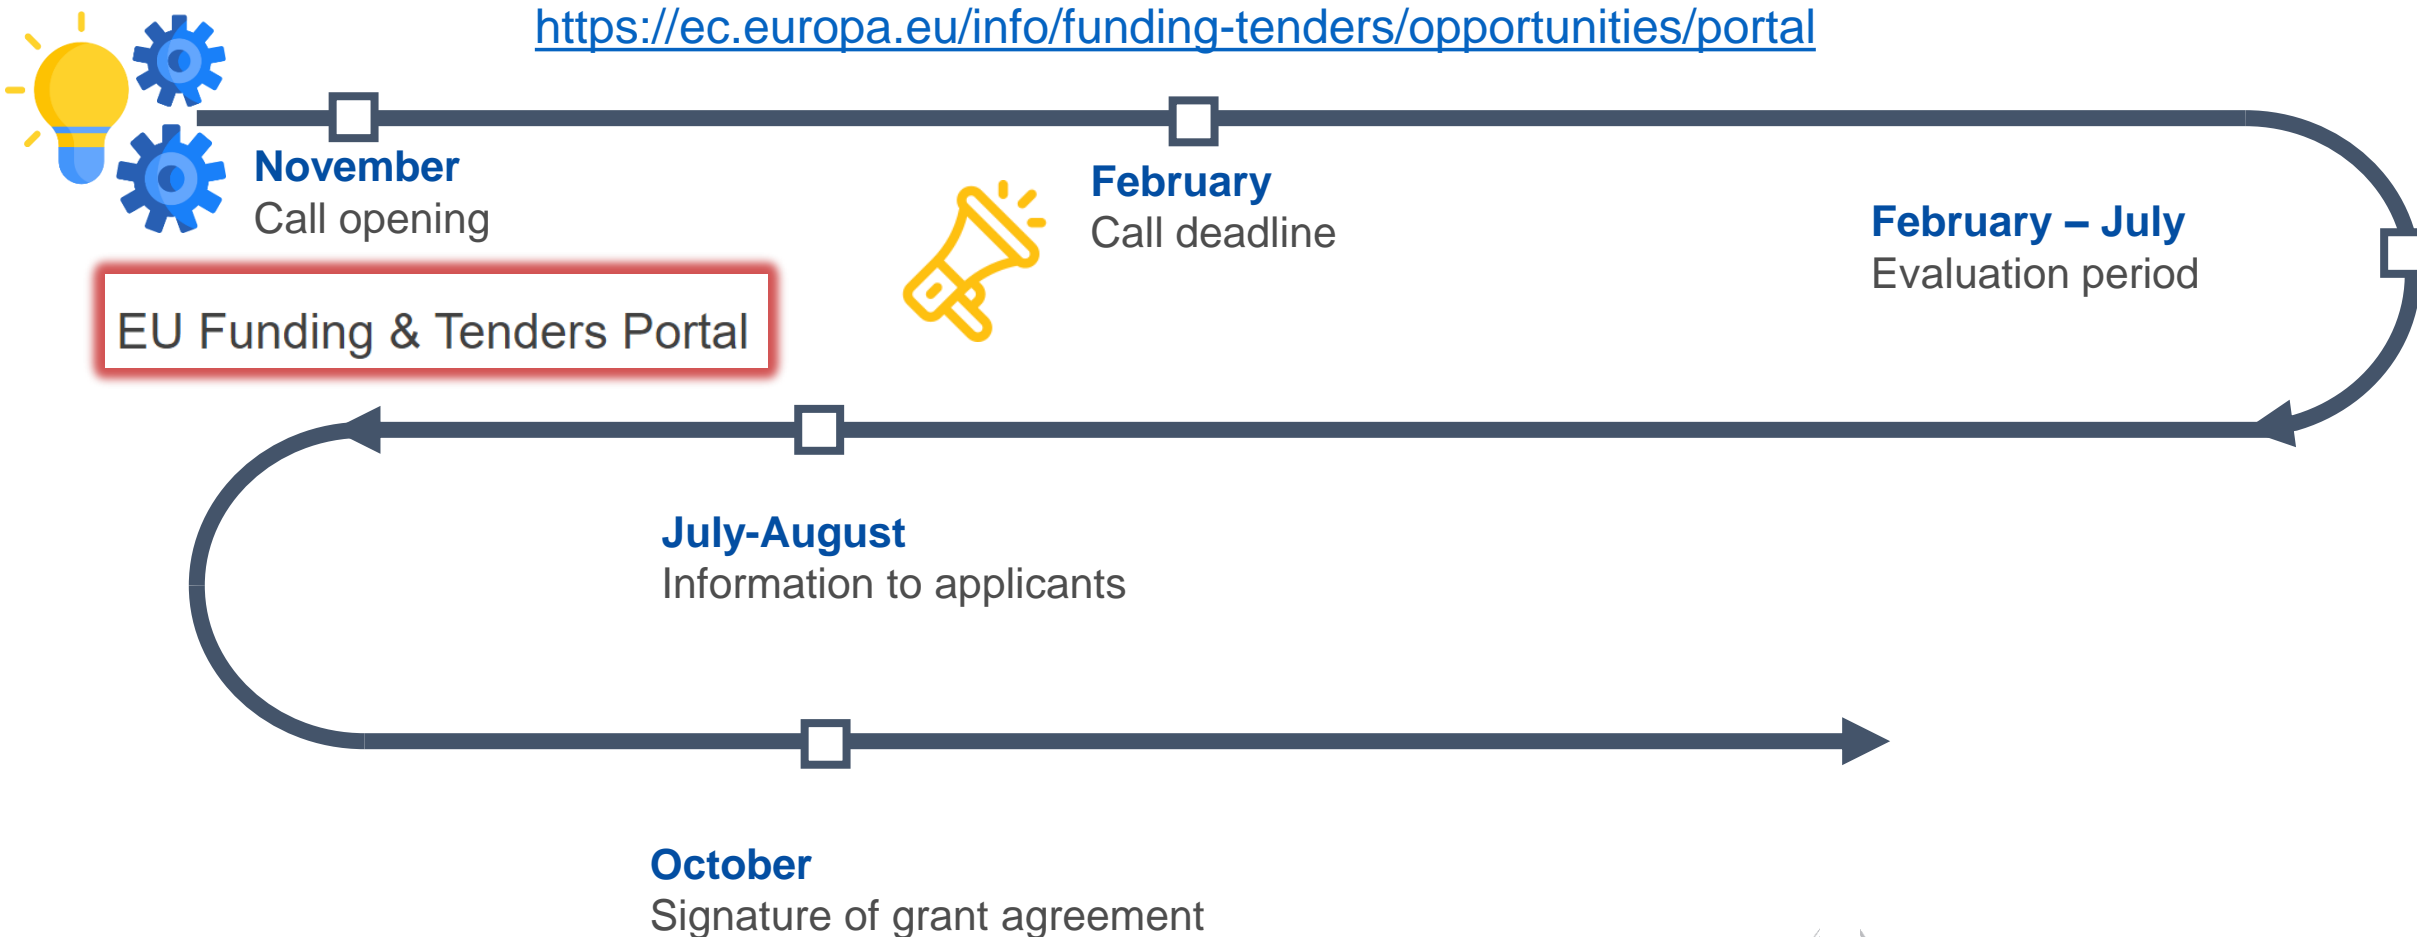 https://ec.europa.eu/info/funding-tenders/opportunities/portal
November
Call opening
EU Funding & Tenders Portal
February
Call deadline
February – July
Evaluation period
July-August
Information to applicants
October
Signature of grant agreement